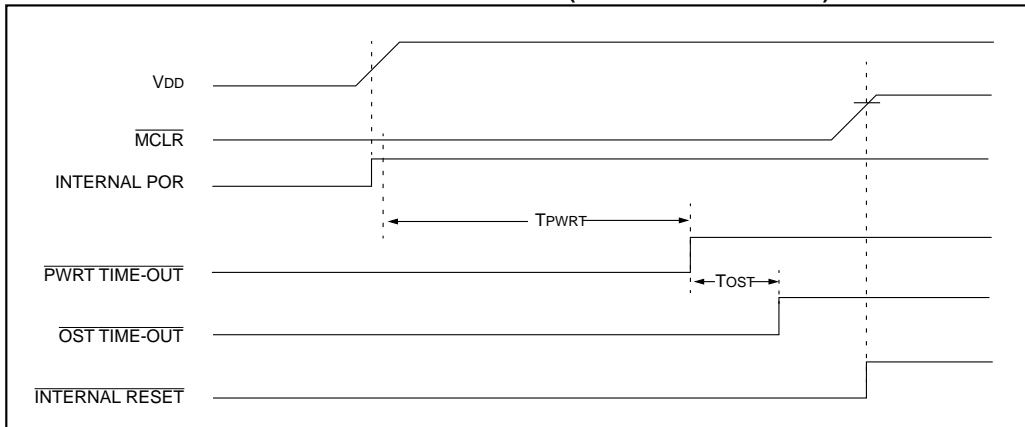 VDD
MCLR
INTERNAL POR
TPWRT
PWRT TIME-OUT
TOST
OST TIME-OUT
INTERNAL RESET